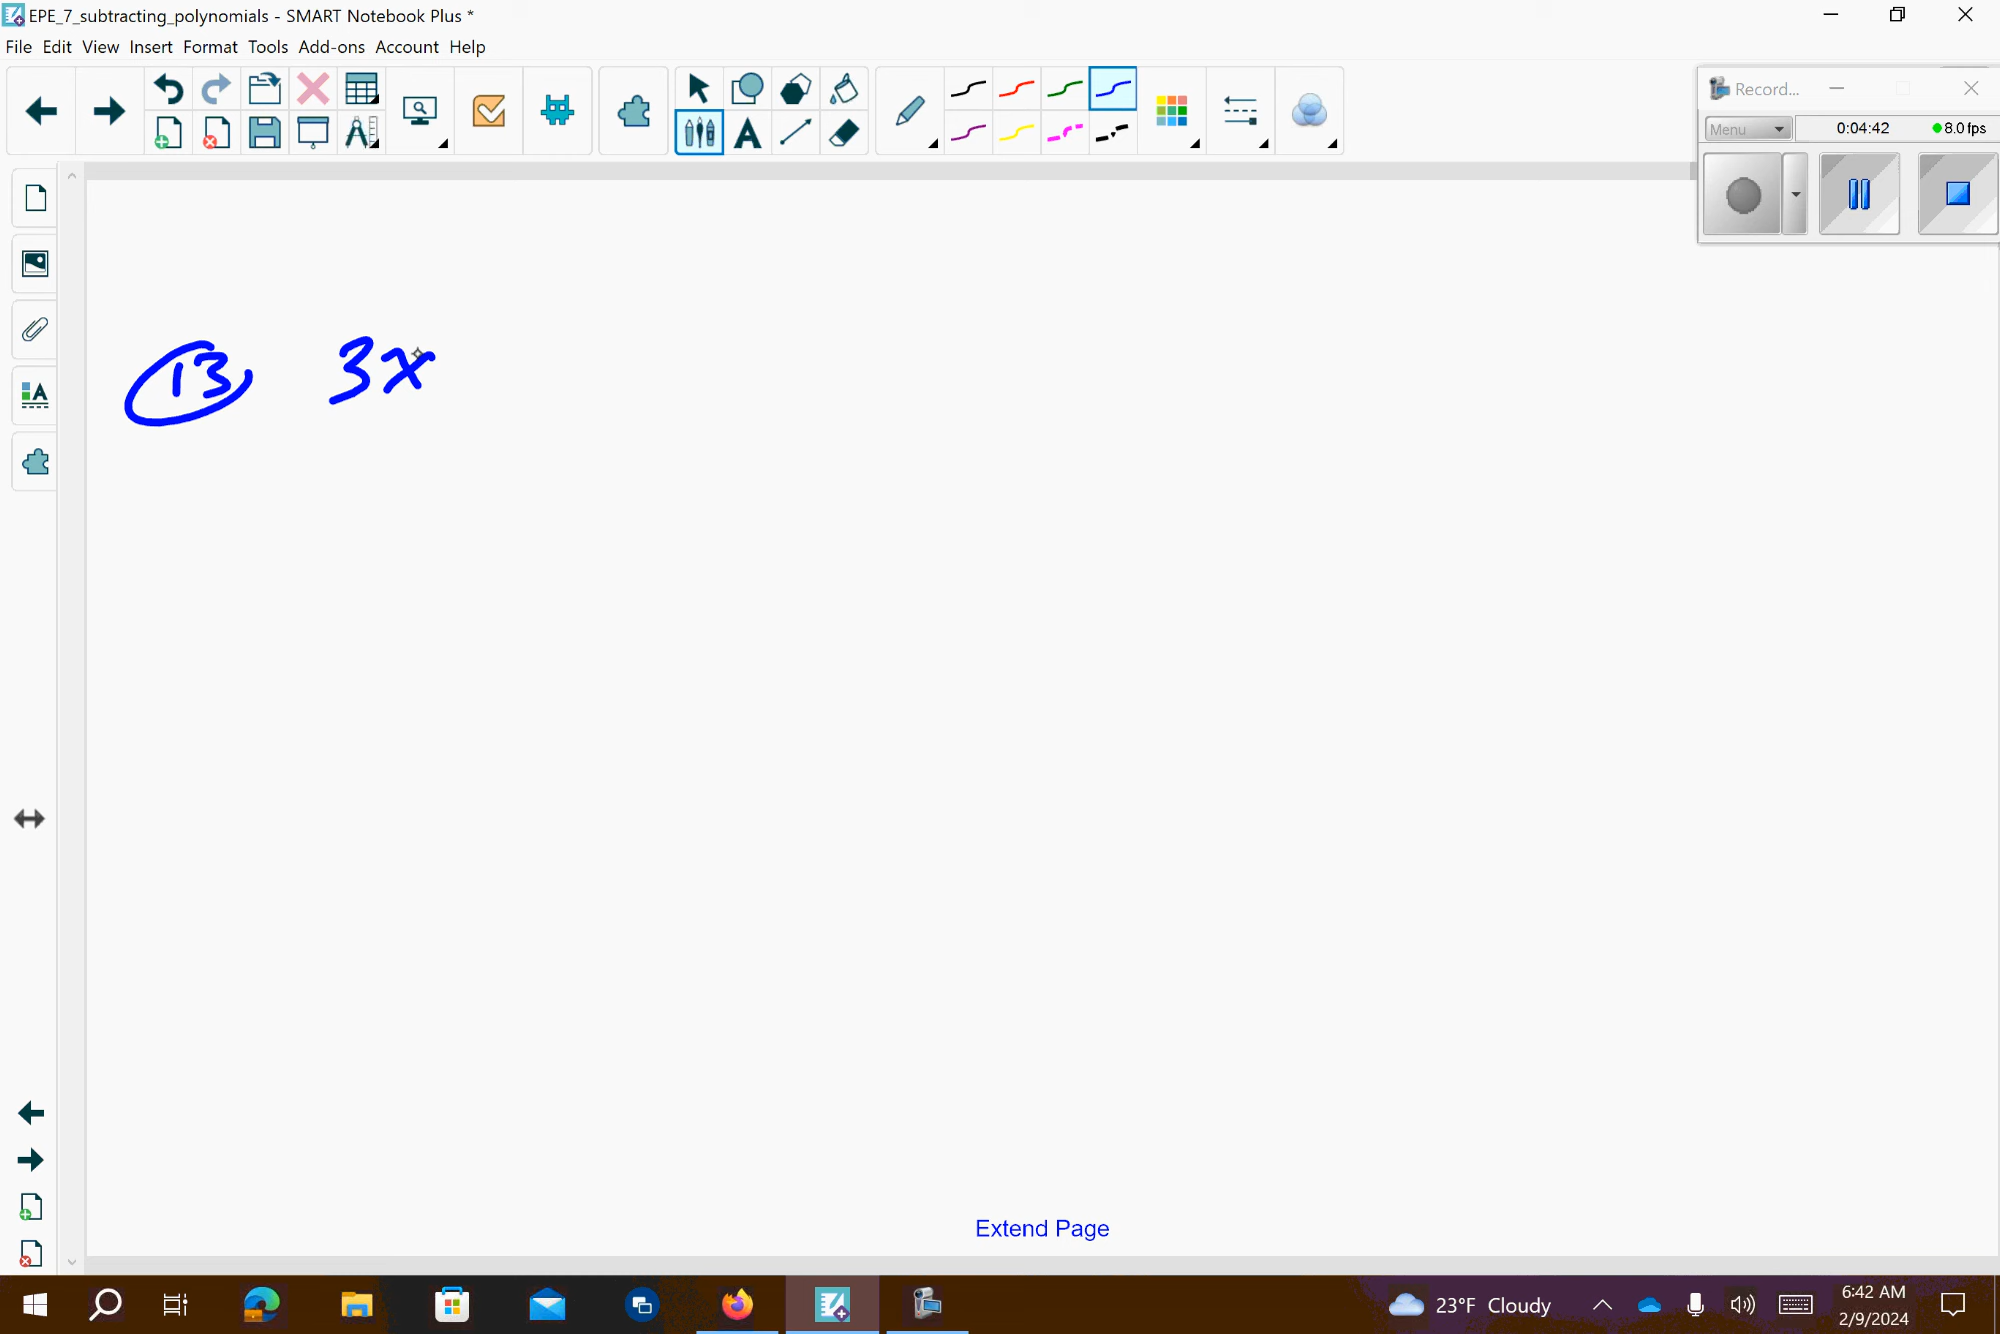 EPE_7_subtracting_polynomials - SMART Notebook Plus *
File Edit View Insert Format Tools Add-ons Account Help
Record...
Menu 0:04:42 8.0 fps
13 3x
Extend Page
23°F Cloudy
6:42 AM
2/9/2024